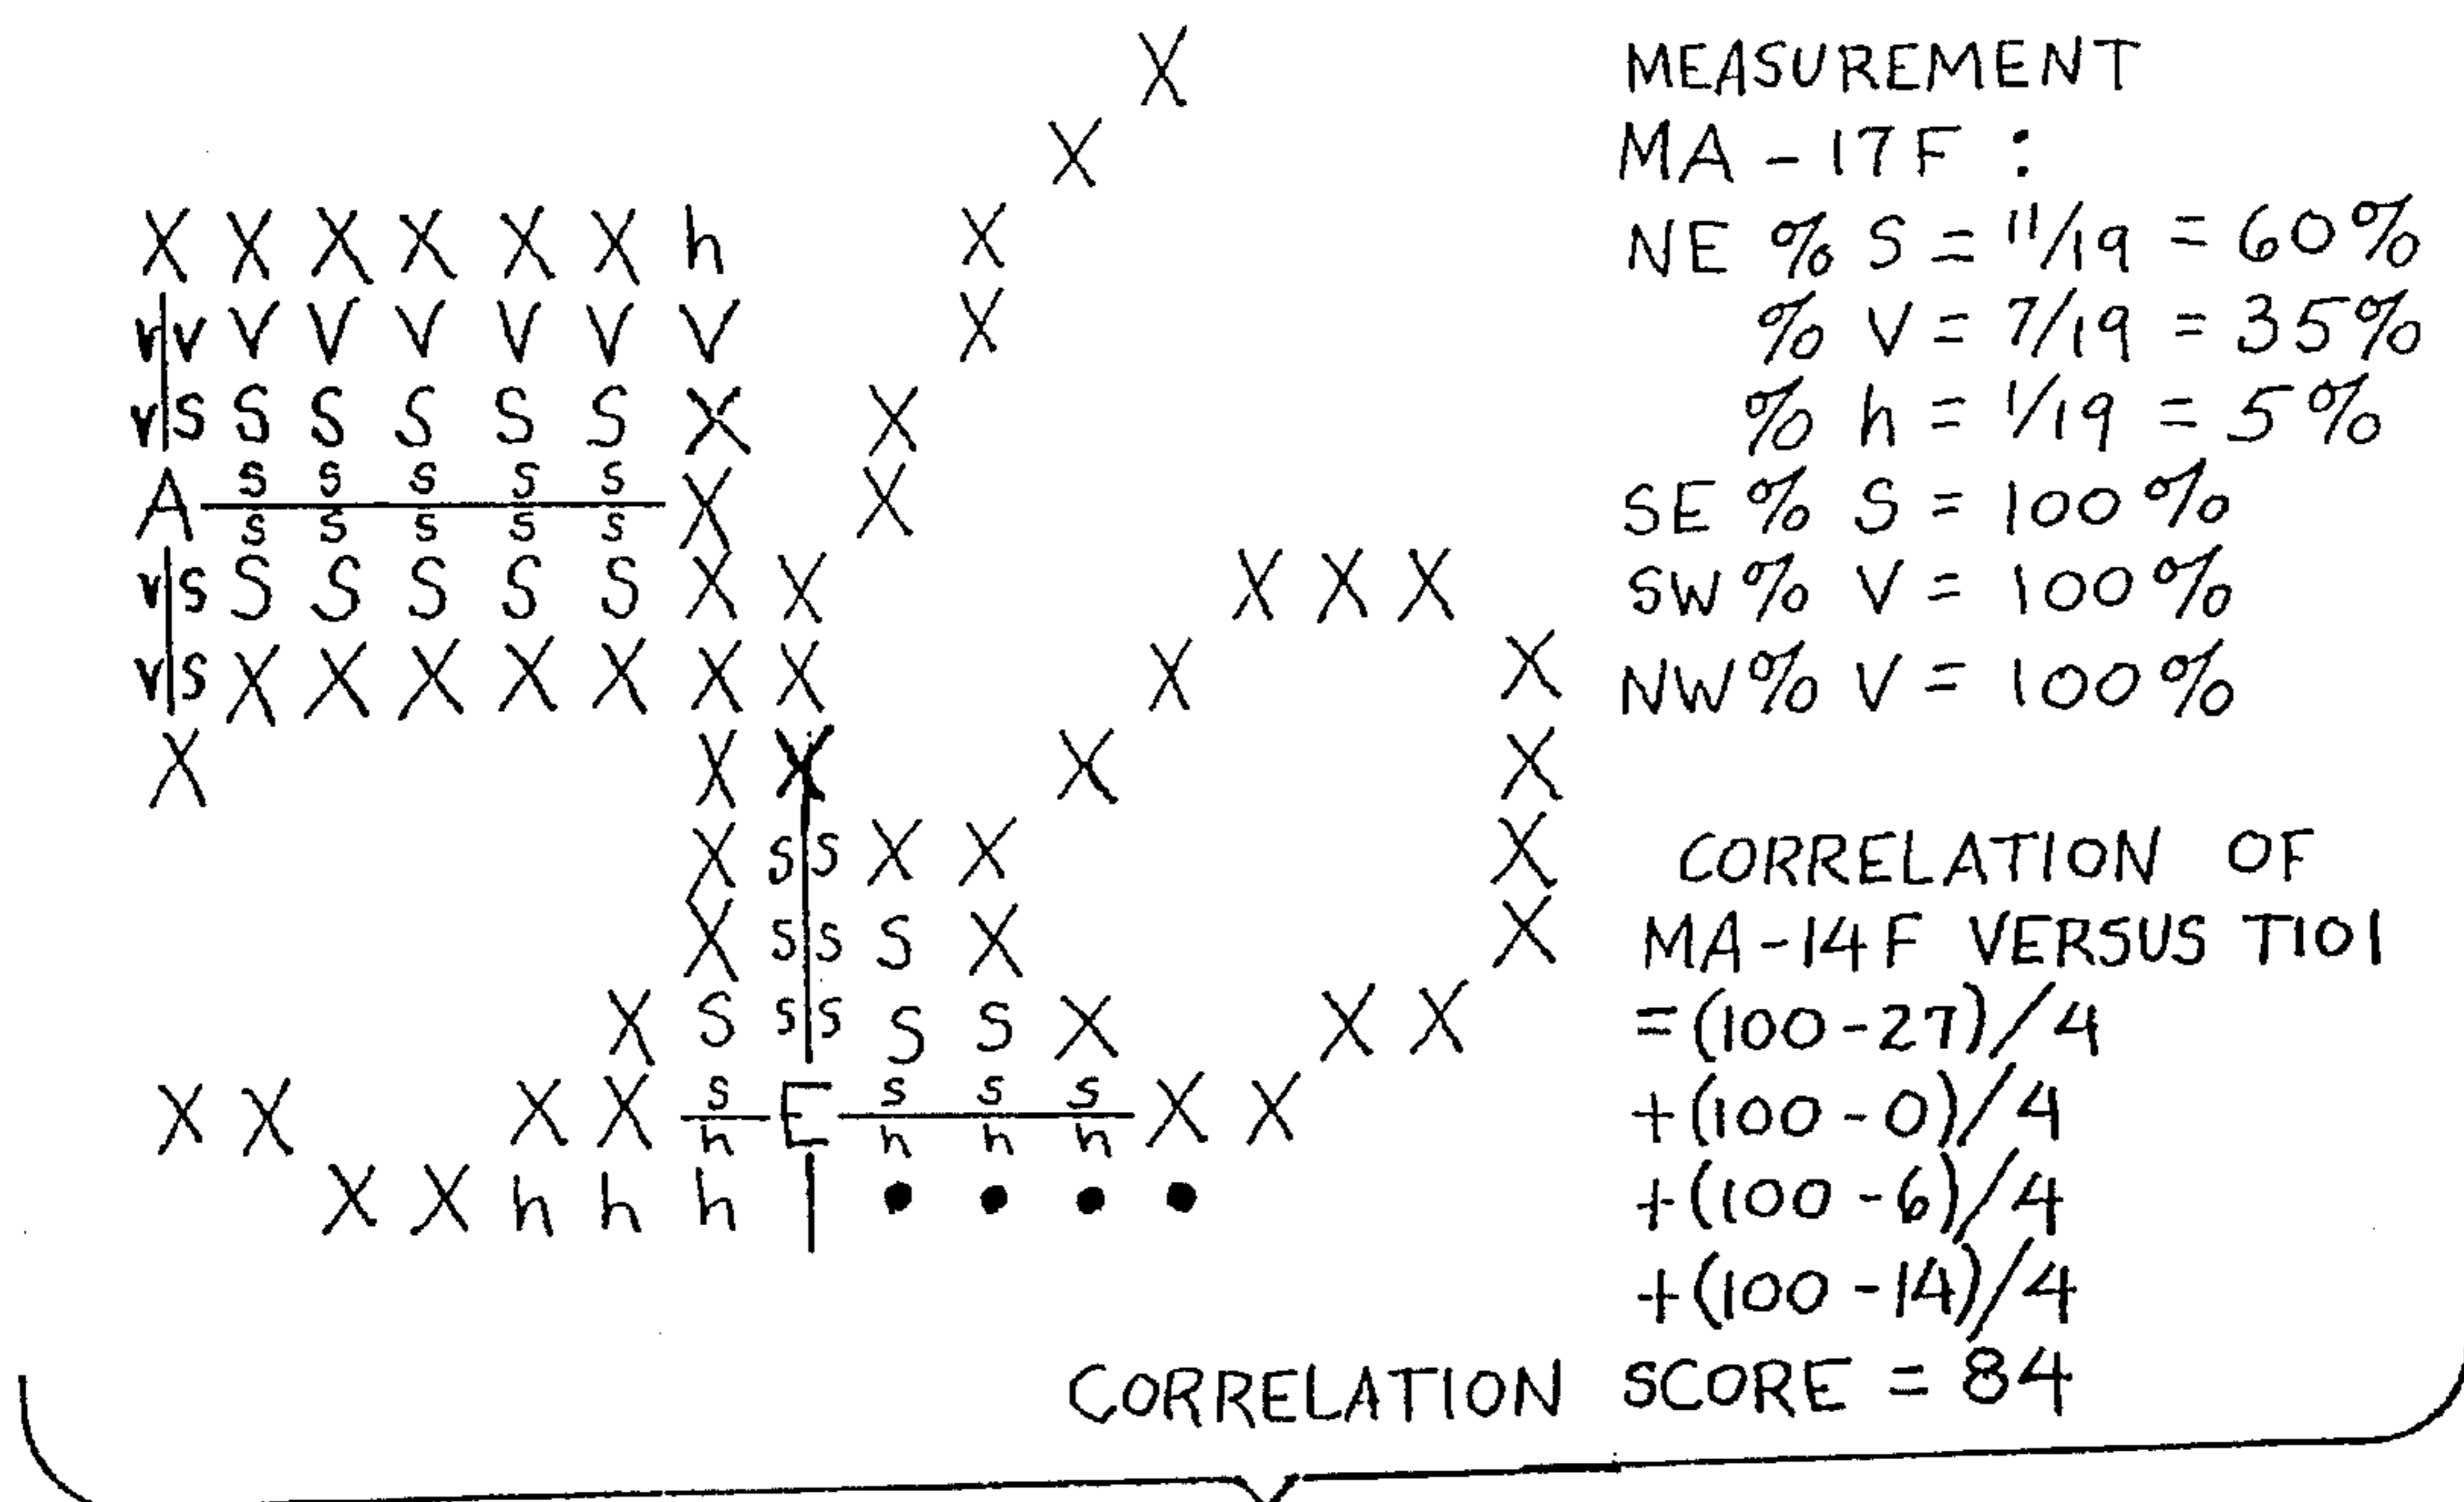 X
X
X X X X X X h X
v v V V V V V V X
v s S S S S S X X
s s s s s
A X X
s s s s s
v s S S S S S X X X X X
v s X X X X X X X X X
X X X X X
X s s X X X
X s s S X X
X S s s S S X X X
s s s s
X X X X E X X
h h h h
X X h h h • • • •
MEASUREMENT
MA - 17F :
NE % S = 11/19 = 60%
% V = 7/19 = 35%
% h = 1/19 = 5%
SE % S = 100%
SW % V = 100%
NW % V = 100%
CORRELATION OF
MA-14F VERSUS T101
= (100-27)/4
+ (100-0)/4
+ (100-6)/4
+ (100-14)/4
CORRELATION SCORE = 84